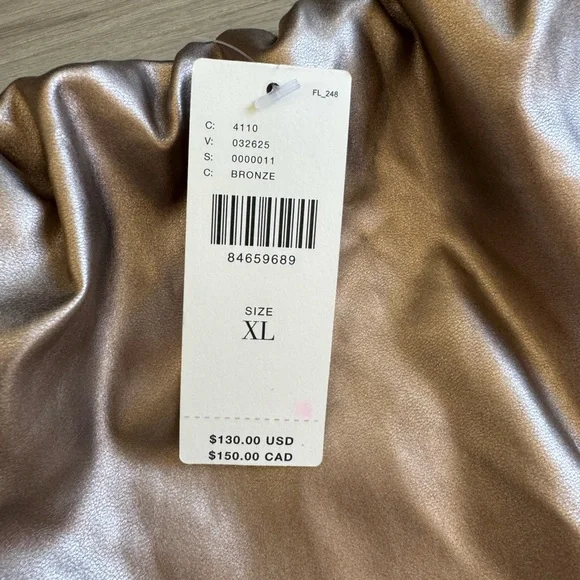 FL_248
C: 4110
V: 032625
S: 0000011
C: BRONZE
84659689
SIZE
XL
$130.00 USD
$150.00 CAD